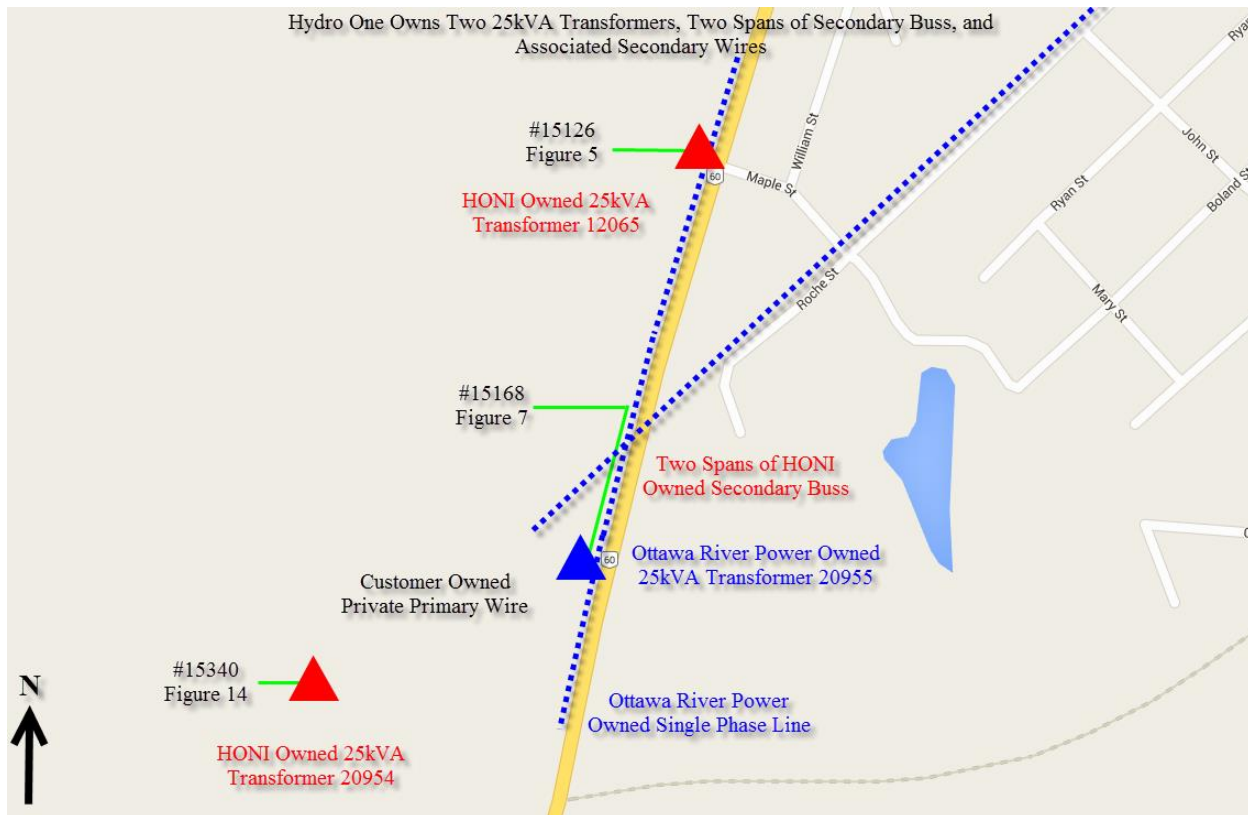 Hydro One Owns Two 25kVA Transformers, Two Spans of Secondary Buss, and
Associated Secondary Wires
#15126
Figure 5
HONI Owned 25kVA
Transformer 12065
60
Maple St
William St
Ryan St
John St
Boland St
Mary St
Roche St
#15168
Figure 7
Two Spans of HONI
Owned Secondary Buss
Ottawa River Power Owned
25kVA Transformer 20955
60
Customer Owned
Private Primary Wire
#15340
Figure 14
N
HONI Owned 25kVA
Transformer 20954
Ottawa River Power
Owned Single Phase Line